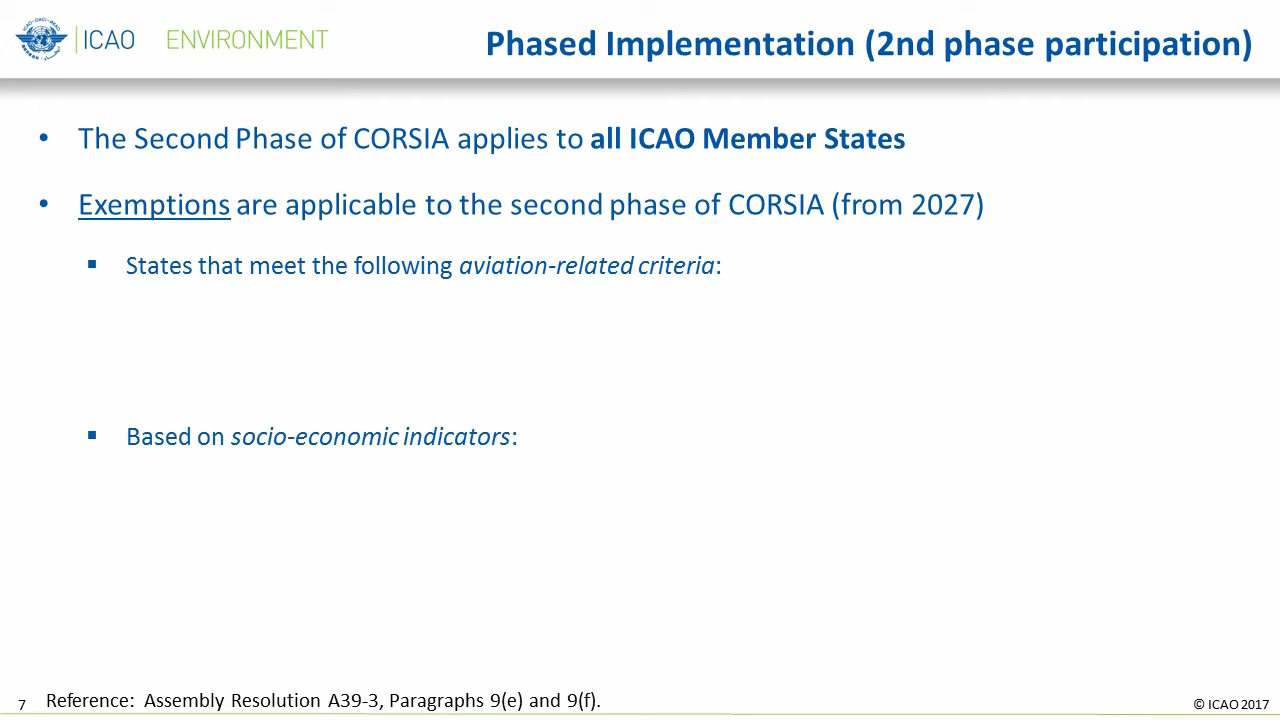 ICAO ENVIRONMENT
Phased Implementation (2nd phase participation)
• The Second Phase of CORSIA applies to all ICAO Member States
• Exemptions are applicable to the second phase of CORSIA (from 2027)
▪ States that meet the following aviation-related criteria:
▪ Based on socio-economic indicators:
7 Reference: Assembly Resolution A39-3, Paragraphs 9(e) and 9(f).
© ICAO 2017